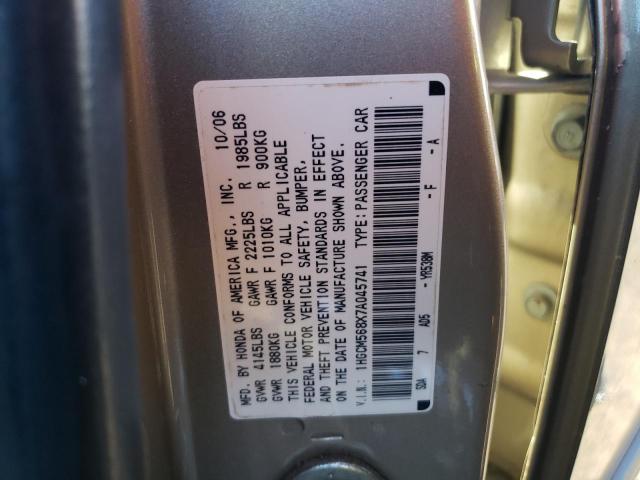 MFD. BY HONDA OF AMERICA MFG., INC. 10/06
GVWR 4145LBS GAWR F 2225LBS R 1985LBS
GVWR 1880KG GAWR F 1010KG R 900KG
THIS VEHICLE CONFORMS TO ALL APPLICABLE
FEDERAL MOTOR VEHICLE SAFETY, BUMPER,
AND THEFT PREVENTION STANDARDS IN EFFECT
ON THE DATE OF MANUFACTURE SHOWN ABOVE.
V.I.N.: 1HGCM568X7A045741 TYPE: PASSENGER CAR
SDA 7 AD5 - YR538M - F - A